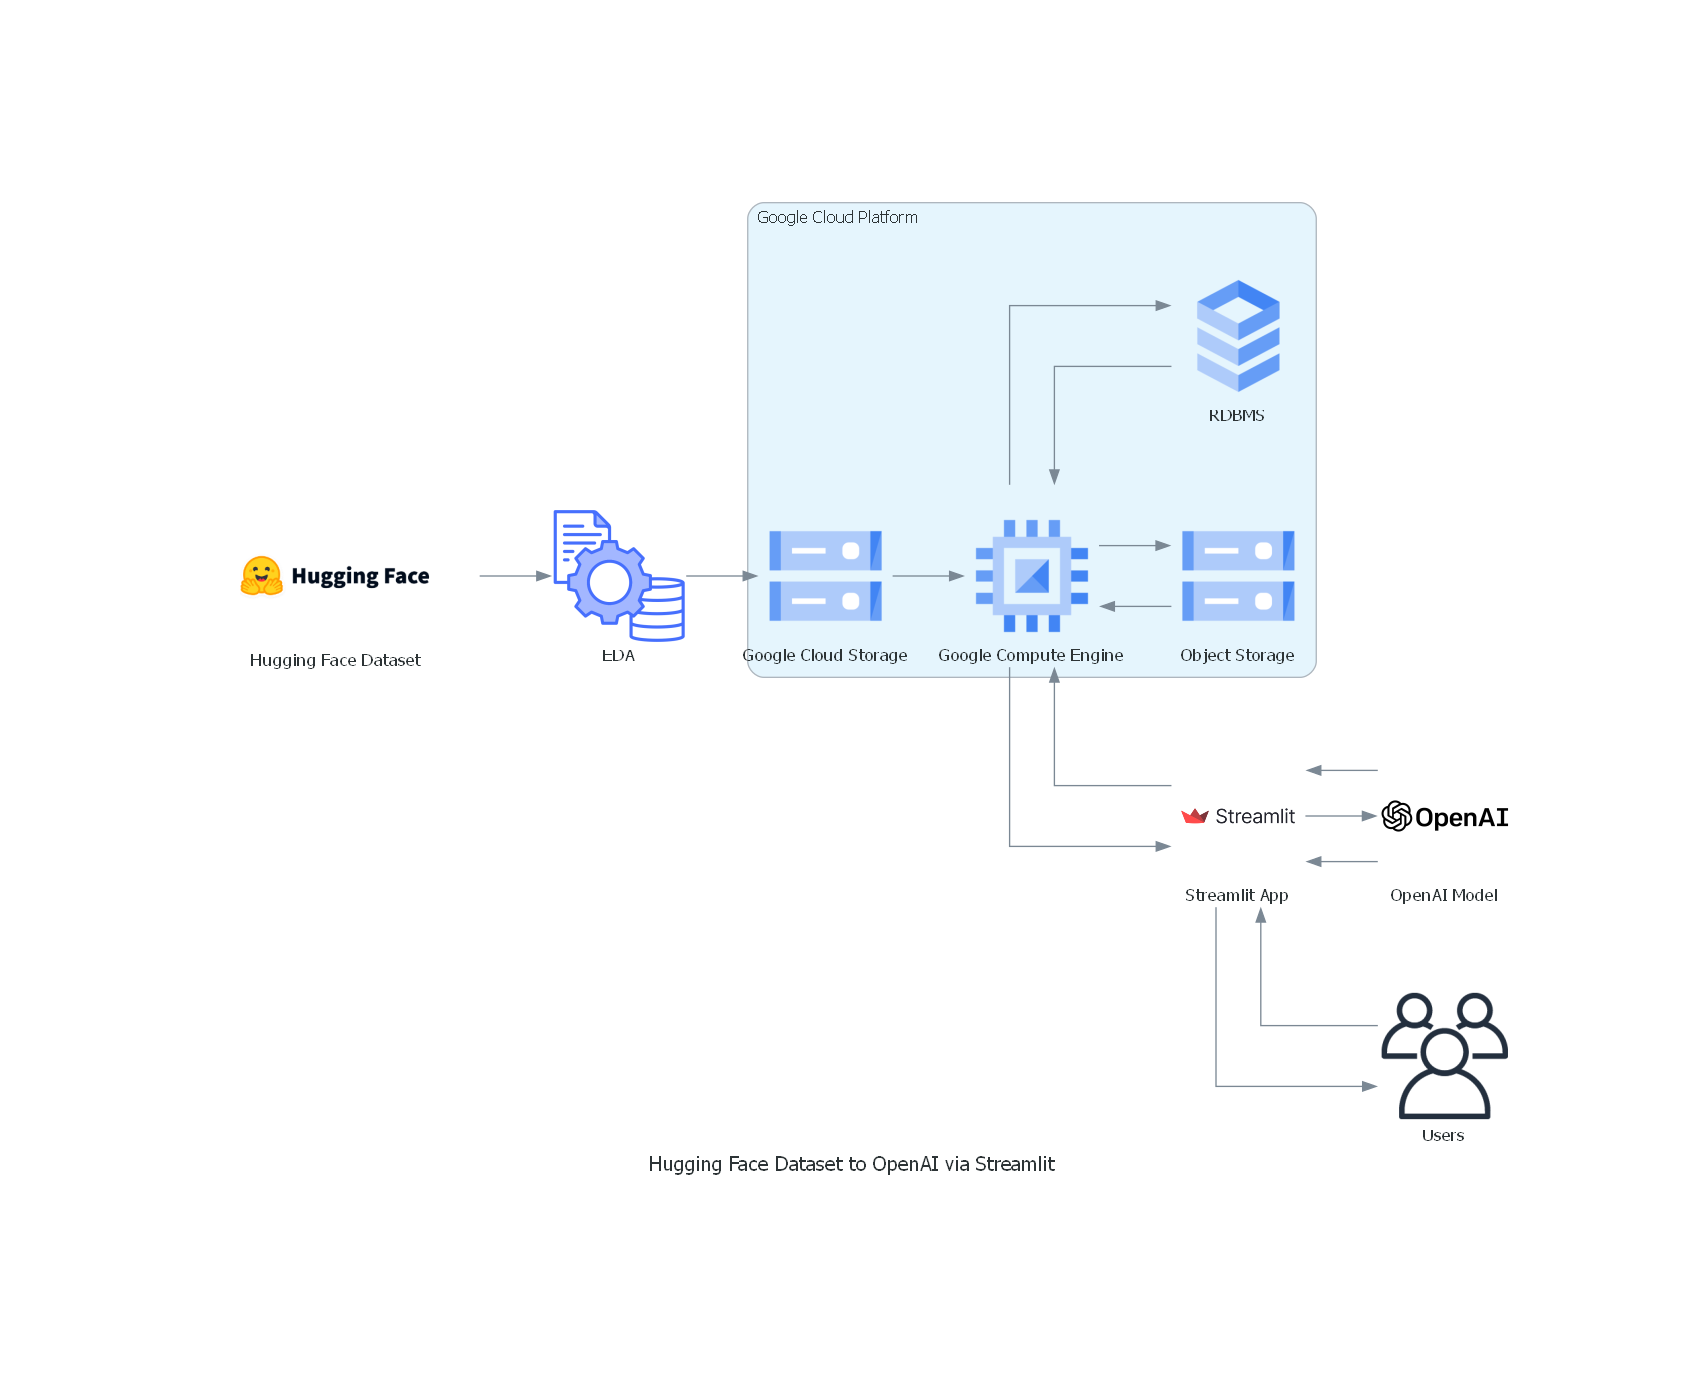 Google Cloud Platform
RDBMS
Hugging Face
Hugging Face Dataset
EDA
Google Cloud Storage
Google Compute Engine
Object Storage
Streamlit
OpenAI
Streamlit App
OpenAI Model
Users
Hugging Face Dataset to OpenAI via Streamlit